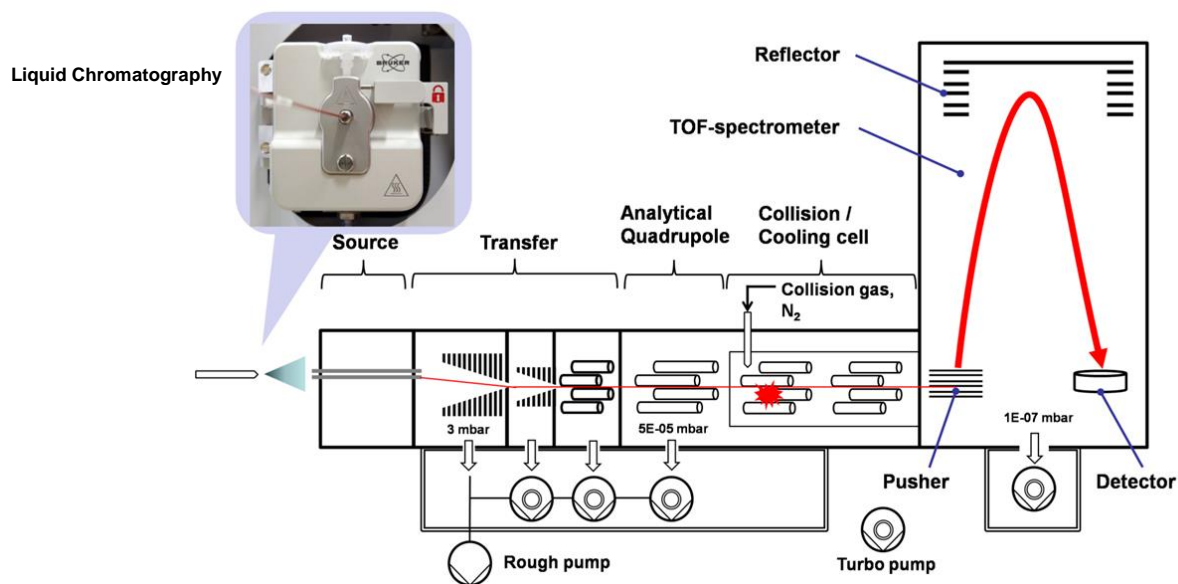 Liquid Chromatography
BRUKER
Reflector
TOF-spectrometer
Source
Transfer
Analytical
Quadrupole
Collision /
Cooling cell
Collision gas,
N₂
3 mbar
5E-05 mbar
1E-07 mbar
Pusher
Detector
Rough pump
Turbo pump